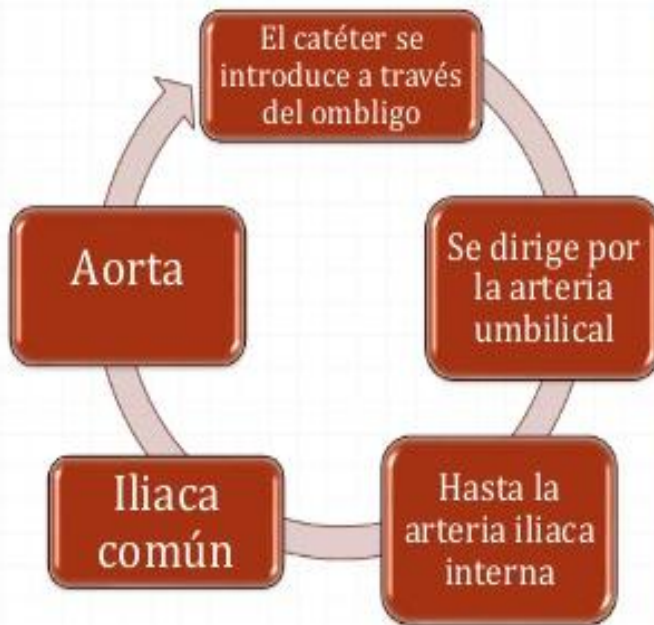 El catéter se
introduce a través
del ombligo
Se dirige por
la arteria
umbilical
Hasta la
arteria iliaca
interna
Iliaca
común
Aorta